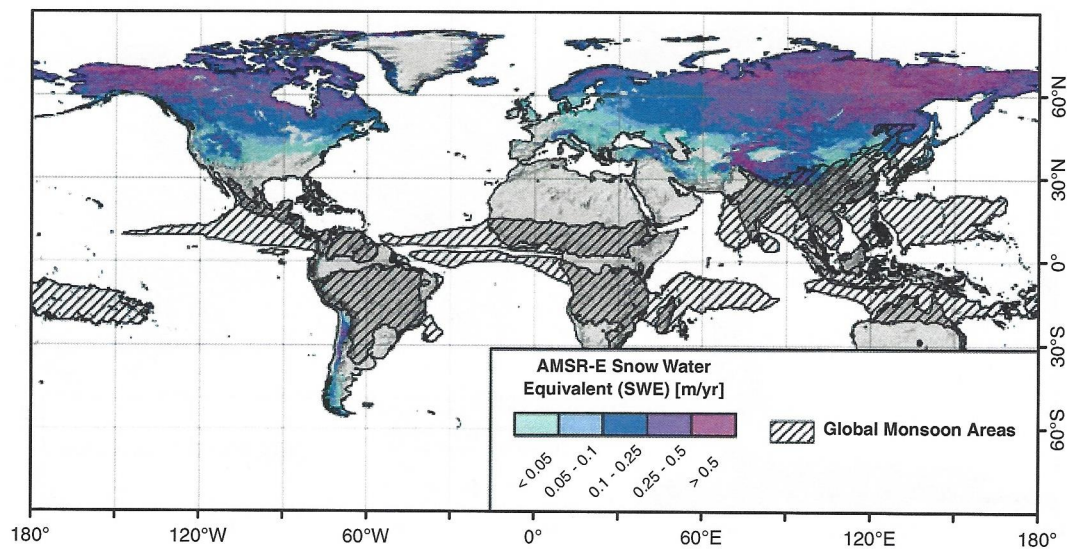 60°N
30°N
0°
30°S
60°S
AMSR-E Snow Water
Equivalent (SWE) [m/yr]
< 0.05
0.05 - 0.1
0.1 - 0.25
0.25 - 0.5
> 0.5
Global Monsoon Areas
180°
120°W
60°W
0°
60°E
120°E
180°